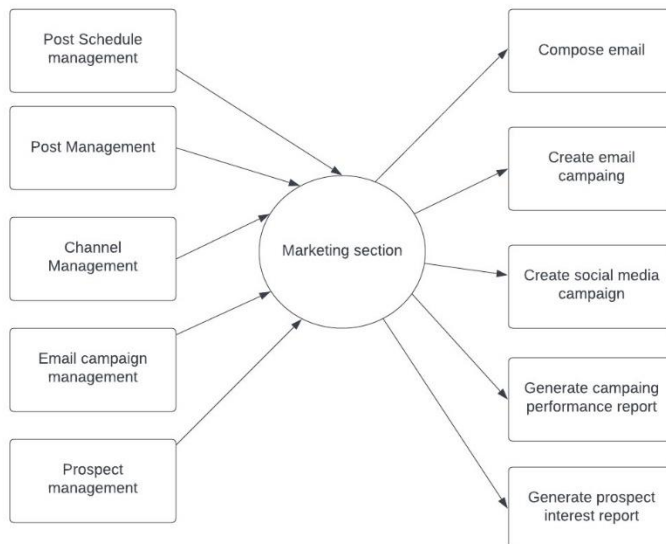 Post Schedule
management
Post Management
Channel
Management
Email campaign
management
Prospect
management
Marketing section
Compose email
Create email
campaing
Create social media
campaign
Generate campaing
performance report
Generate prospect
interest report